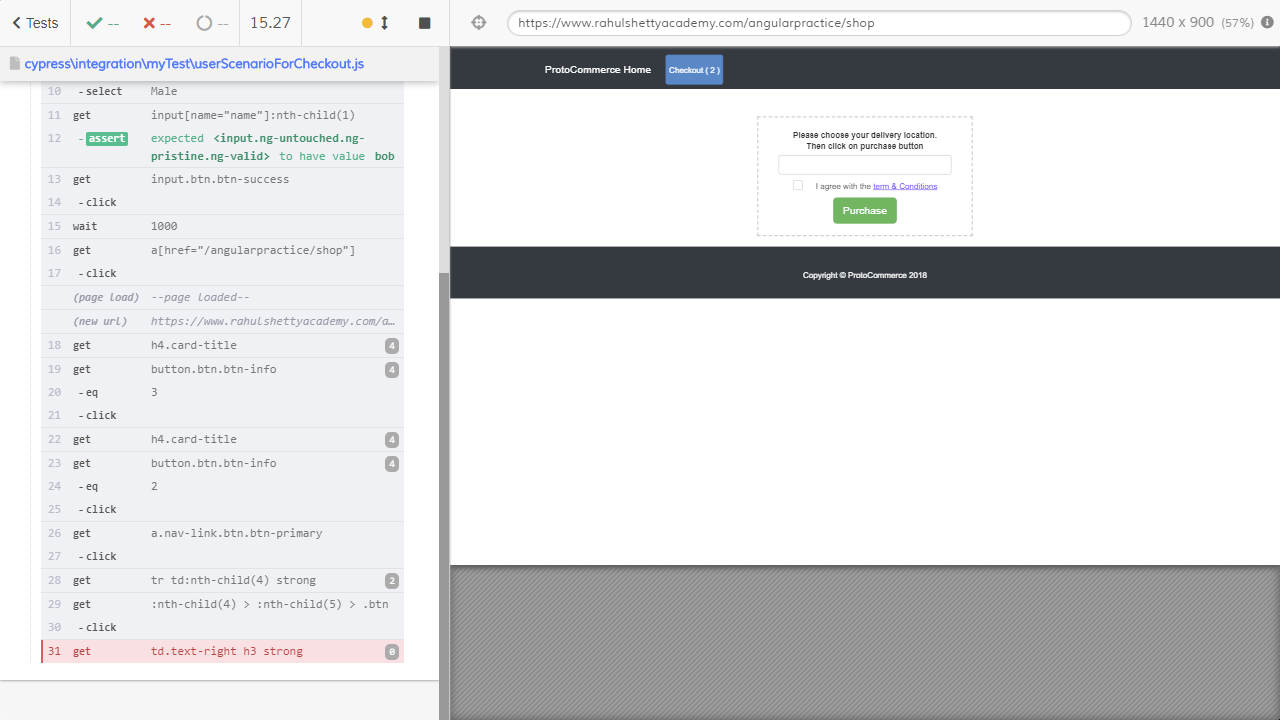 Tests -- -- -- 15.27
https://www.rahulshettyacademy.com/angularpractice/shop
1440 x 900 (57%)
cypress\integration\myTest\userScenarioForCheckout.js
10 -select Male
11 get input[name="name"]:nth-child(1)
12 -assert expected <input.ng-untouched.ng-
pristine.ng-valid> to have value bob
13 get input.btn.btn-success
14 -click
15 wait 1000
16 get a[href="/angularpractice/shop"]
17 -click
(page load) --page loaded--
(new url) https://www.rahulshettyacademy.com/a…
18 get h4.card-title 4
19 get button.btn.btn-info 4
20 -eq 3
21 -click
22 get h4.card-title 4
23 get button.btn.btn-info 4
24 -eq 2
25 -click
26 get a.nav-link.btn.btn-primary
27 -click
28 get tr td:nth-child(4) strong 2
29 get :nth-child(4) > :nth-child(5) > .btn
30 -click
31 get td.text-right h3 strong 0
ProtoCommerce Home
Checkout ( 2 )
Please choose your delivery location.
Then click on purchase button
I agree with the term & Conditions
Purchase
Copyright © ProtoCommerce 2018